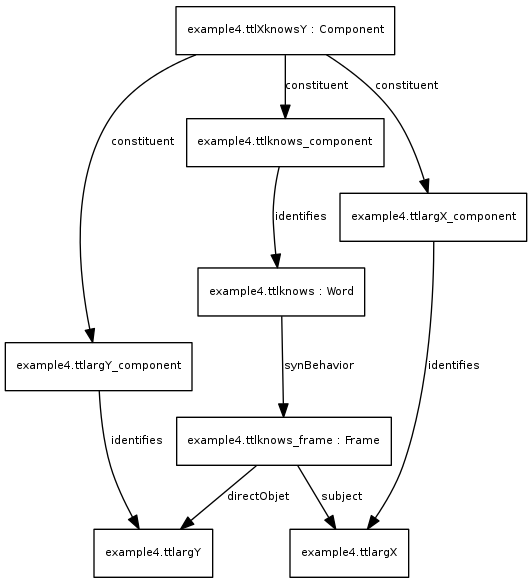 example4.ttlXknowsY : Component
constituent
constituent
constituent
example4.ttlknows_component
example4.ttlargX_component
identifies
example4.ttlknows : Word
example4.ttlargY_component
synBehavior
identifies
identifies
example4.ttlknows_frame : Frame
directObjet
subject
example4.ttlargY
example4.ttlargX